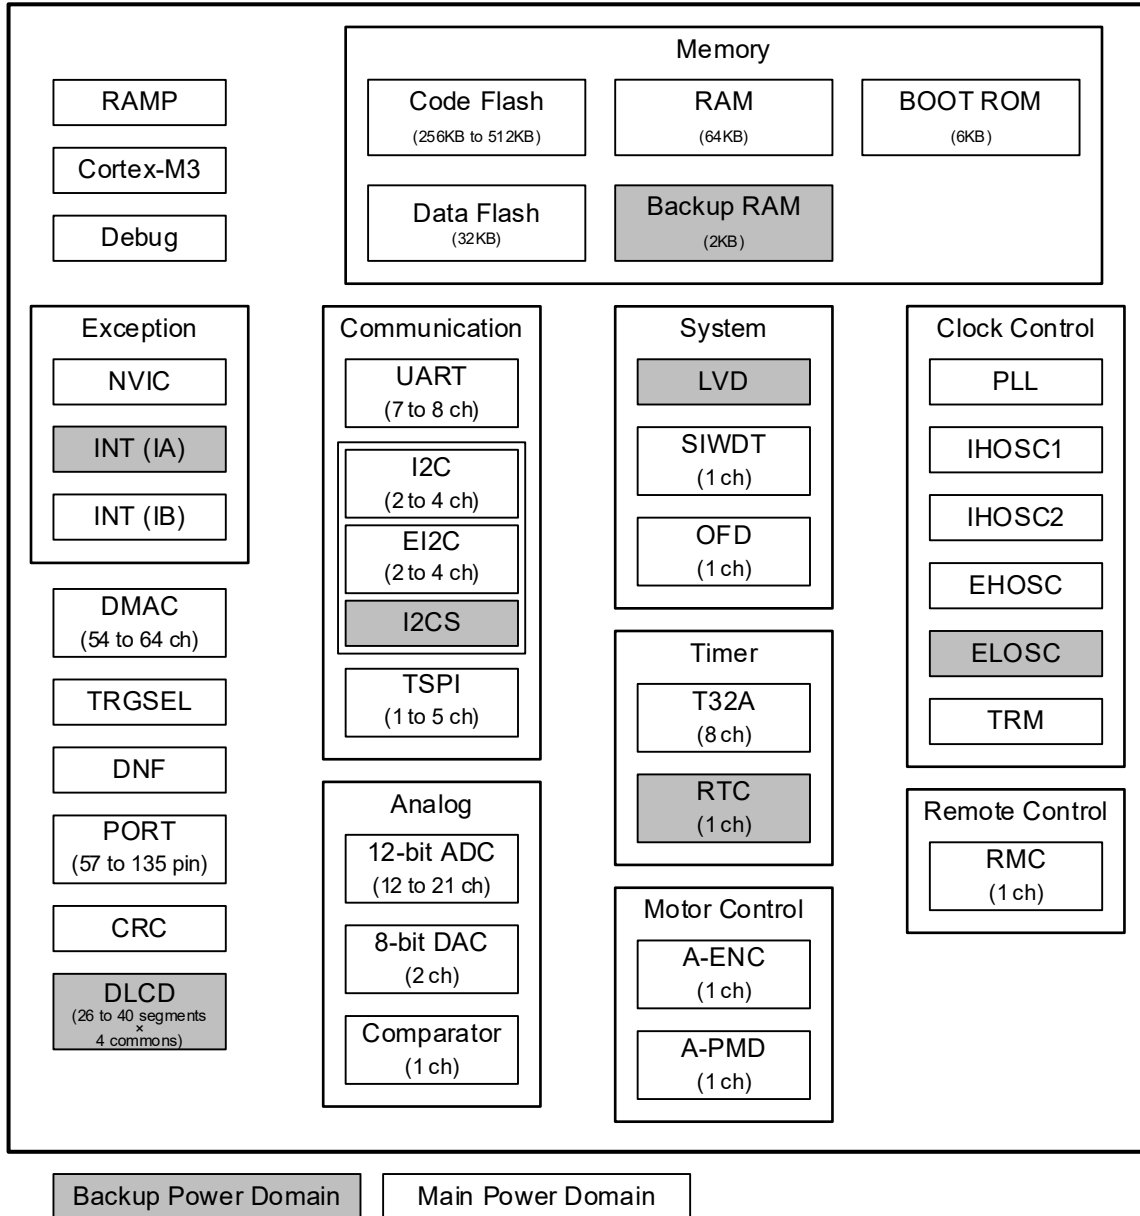 RAMP
Cortex-M3
Debug
Memory
Code Flash
(256KB to 512KB)
RAM
(64KB)
BOOT ROM
(6KB)
Data Flash
(32KB)
Backup RAM
(2KB)
Exception
NVIC
INT (IA)
INT (IB)
DMAC
(54 to 64 ch)
TRGSEL
DNF
PORT
(57 to 135 pin)
CRC
DLCD
(26 to 40 segments
×
4 commons)
Communication
UART
(7 to 8 ch)
I2C
(2 to 4 ch)
EI2C
(2 to 4 ch)
I2CS
TSPI
(1 to 5 ch)
Analog
12-bit ADC
(12 to 21 ch)
8-bit DAC
(2 ch)
Comparator
(1 ch)
System
LVD
SIWDT
(1 ch)
OFD
(1 ch)
Timer
T32A
(8 ch)
RTC
(1 ch)
Motor Control
A-ENC
(1 ch)
A-PMD
(1 ch)
Clock Control
PLL
IHOSC1
IHOSC2
EHOSC
ELOSC
TRM
Remote Control
RMC
(1 ch)
Backup Power Domain
Main Power Domain